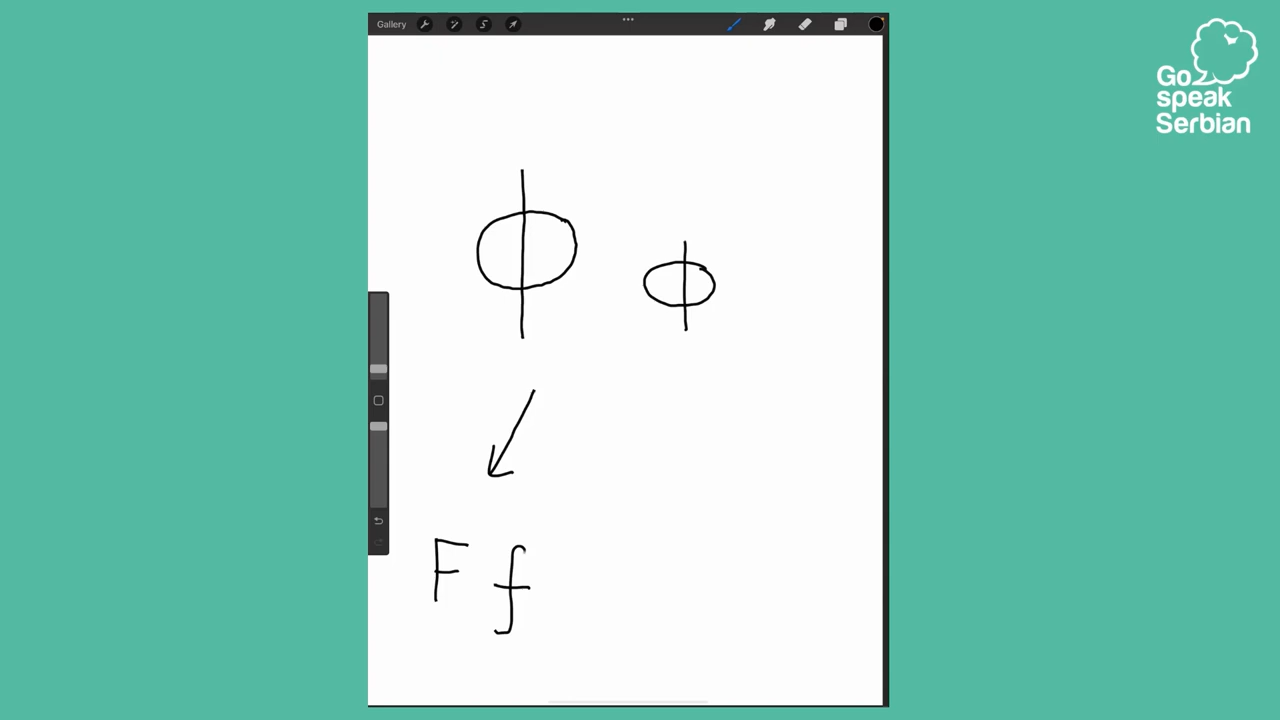 Gallery
Go
speak
Serbian
Ф ф
F f